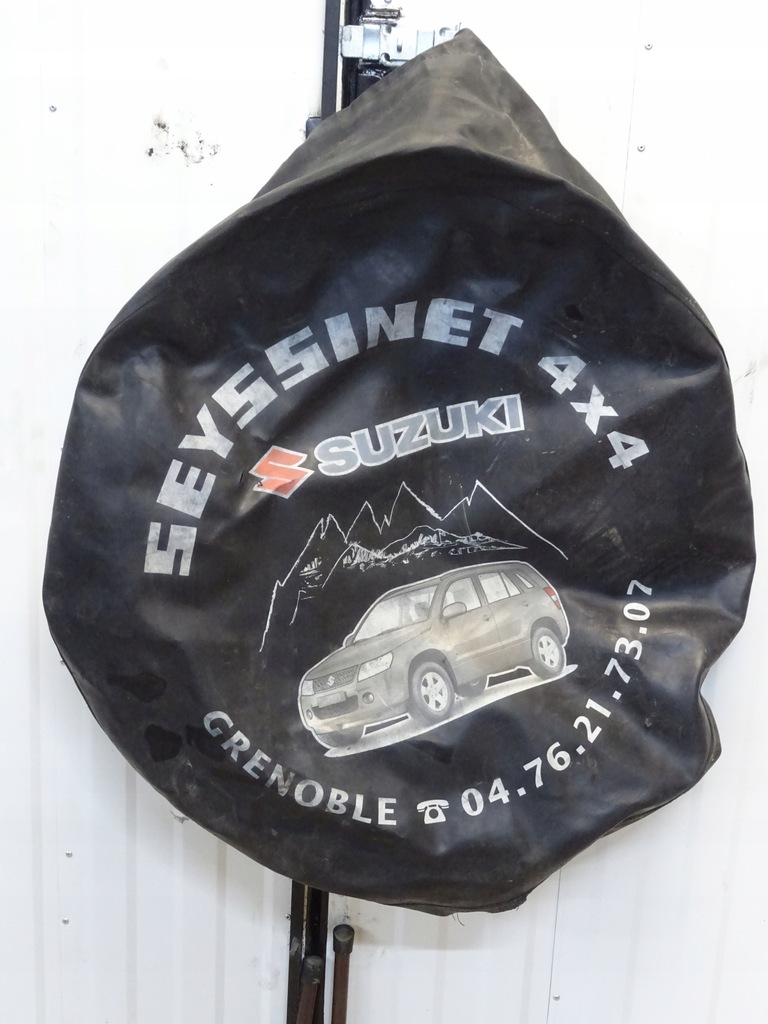 SEYSSINET 4X4
SUZUKI
GRENOBLE ☎ 04.76.21.73.07